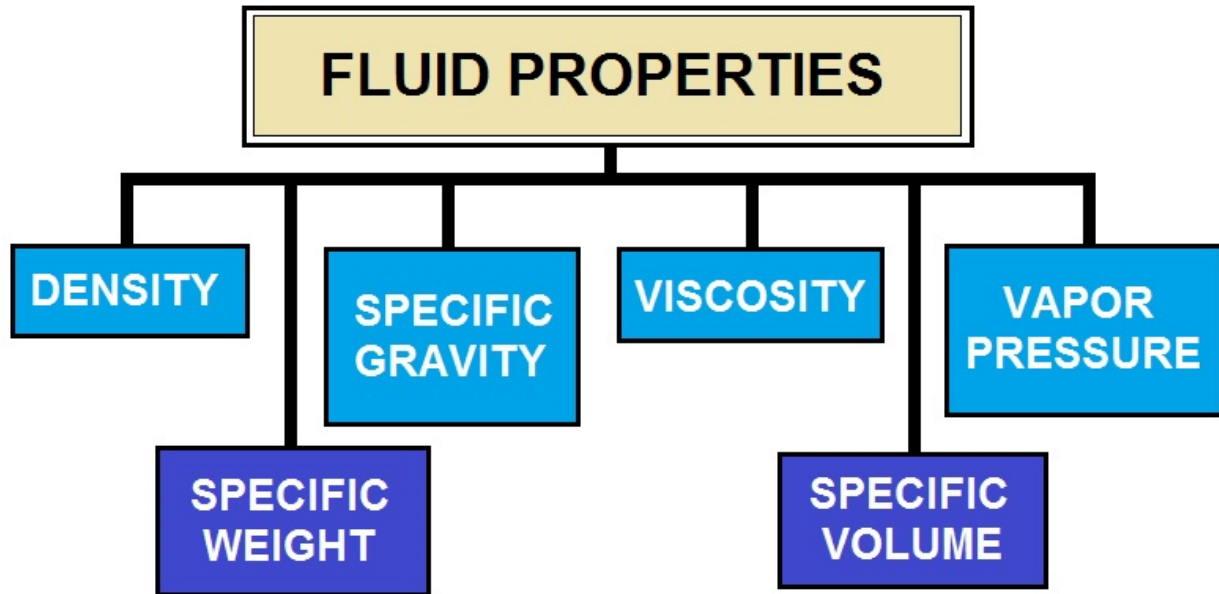 FLUID PROPERTIES
DENSITY
SPECIFIC
GRAVITY
VISCOSITY
VAPOR
PRESSURE
SPECIFIC
WEIGHT
SPECIFIC
VOLUME